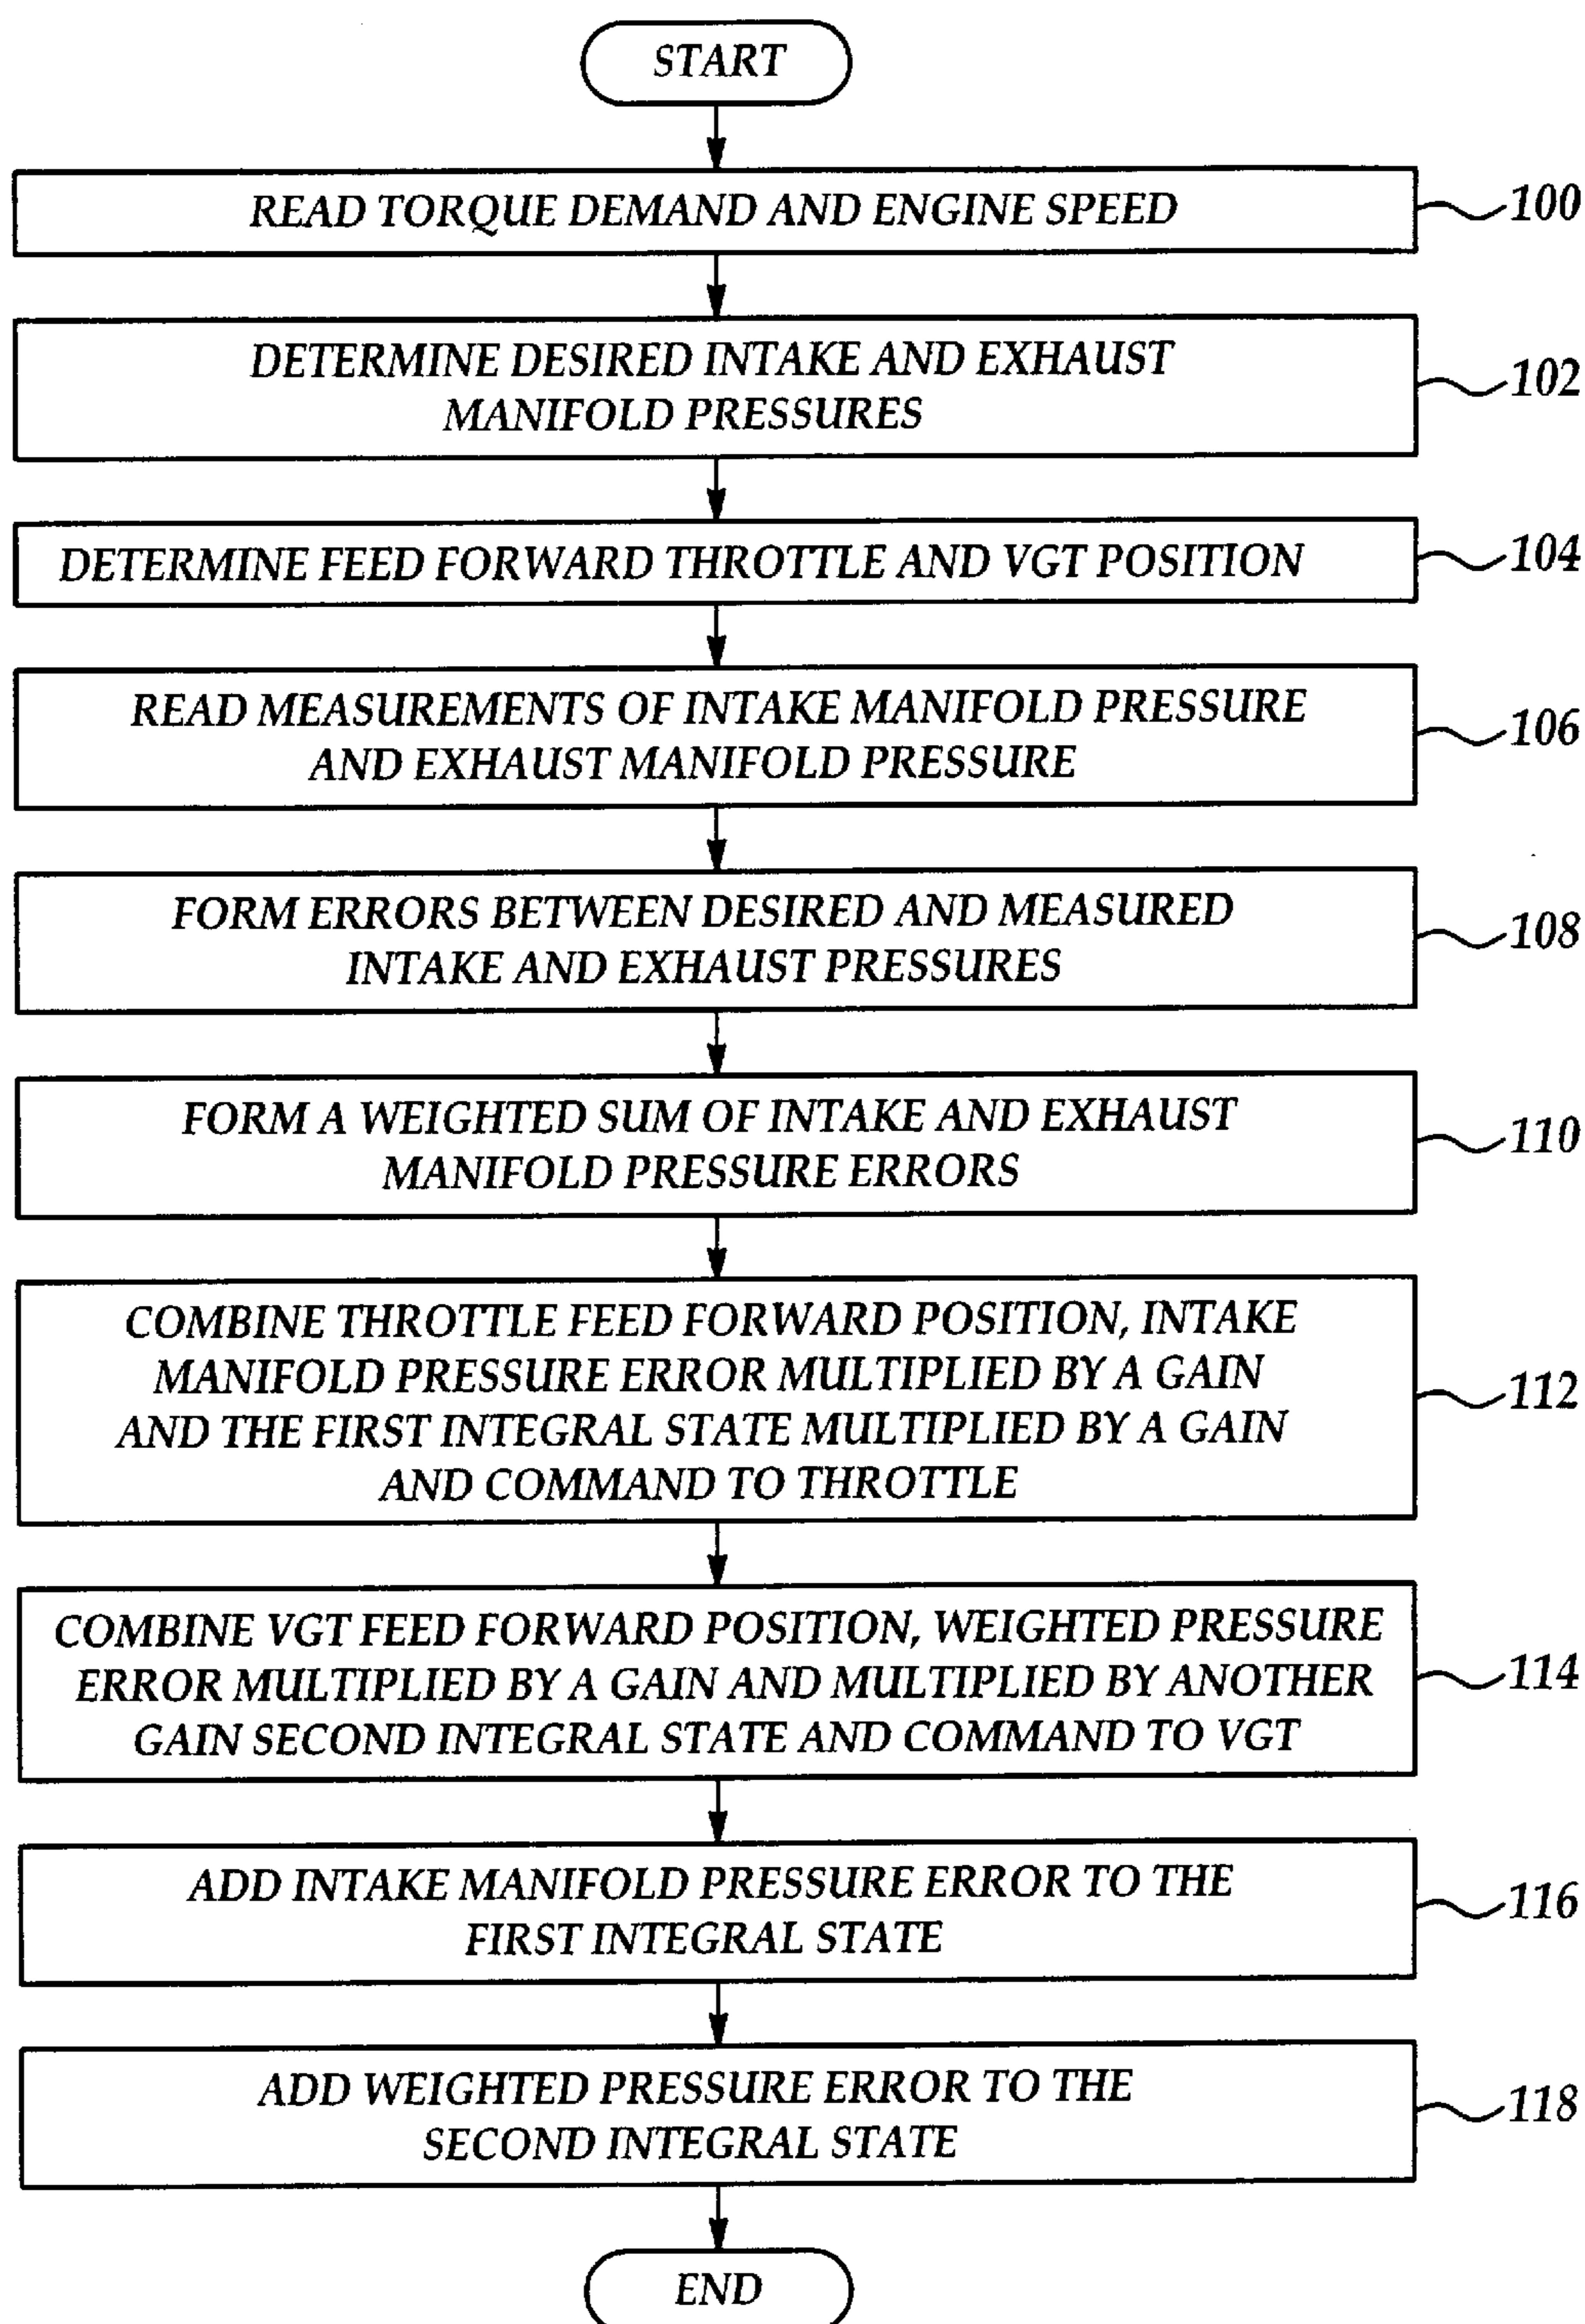 START
READ TORQUE DEMAND AND ENGINE SPEED
100
DETERMINE DESIRED INTAKE AND EXHAUST
MANIFOLD PRESSURES
102
DETERMINE FEED FORWARD THROTTLE AND VGT POSITION
104
READ MEASUREMENTS OF INTAKE MANIFOLD PRESSURE
AND EXHAUST MANIFOLD PRESSURE
106
FORM ERRORS BETWEEN DESIRED AND MEASURED
INTAKE AND EXHAUST PRESSURES
108
FORM A WEIGHTED SUM OF INTAKE AND EXHAUST
MANIFOLD PRESSURE ERRORS
110
COMBINE THROTTLE FEED FORWARD POSITION, INTAKE
MANIFOLD PRESSURE ERROR MULTIPLIED BY A GAIN
AND THE FIRST INTEGRAL STATE MULTIPLIED BY A GAIN
AND COMMAND TO THROTTLE
112
COMBINE VGT FEED FORWARD POSITION, WEIGHTED PRESSURE
ERROR MULTIPLIED BY A GAIN AND MULTIPLIED BY ANOTHER
GAIN SECOND INTEGRAL STATE AND COMMAND TO VGT
114
ADD INTAKE MANIFOLD PRESSURE ERROR TO THE
FIRST INTEGRAL STATE
116
ADD WEIGHTED PRESSURE ERROR TO THE
SECOND INTEGRAL STATE
118
END